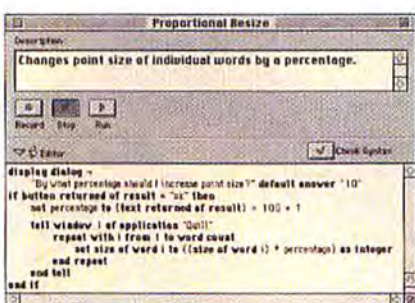 Proportional Resize
Description:
Changes point size of individual words by a percentage.
Record Stop Run
Editor
Check Syntax
display dialog ¬
"By what percentage should I increase point size?" default answer "10"
if button returned of result = "ok" then
set percentage to (text returned of result) ÷ 100 + 1
tell window 1 of application "Quill"
repeat with i from 1 to word count
set size of word i to ((size of word i) * percentage) as integer
end repeat
end tell
end if